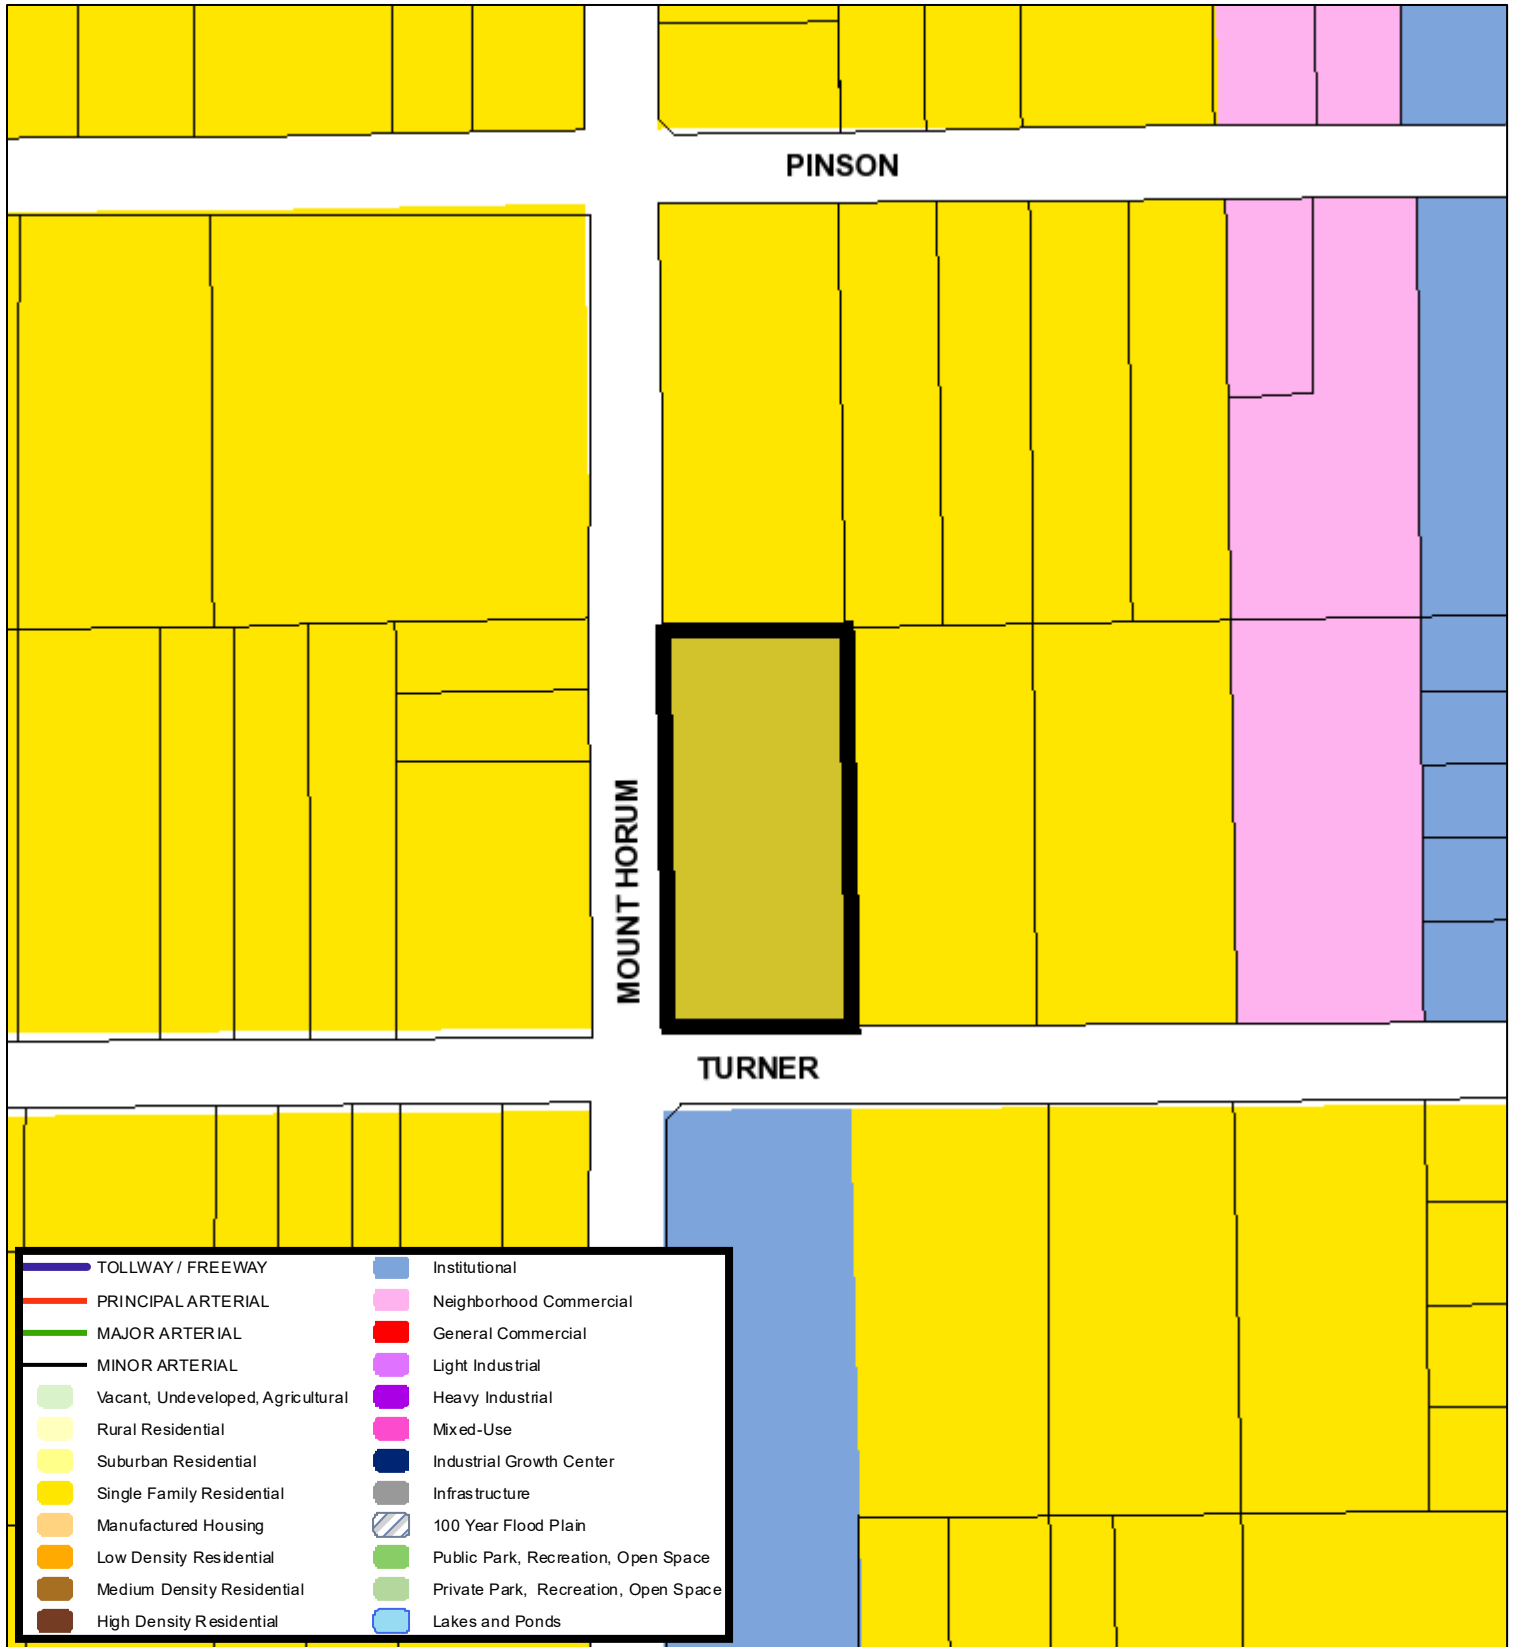 PINSON
MOUNT HORUM
TURNER
TOLLWAY / FREEWAY
PRINCIPAL ARTERIAL
MAJOR ARTERIAL
MINOR ARTERIAL
Vacant, Undeveloped, Agricultural
Rural Residential
Suburban Residential
Single Family Residential
Manufactured Housing
Low Density Residential
Medium Density Residential
High Density Residential
Institutional
Neighborhood Commercial
General Commercial
Light Industrial
Heavy Industrial
Mixed-Use
Industrial Growth Center
Infrastructure
100 Year Flood Plain
Public Park, Recreation, Open Space
Private Park, Recreation, Open Space
Lakes and Ponds